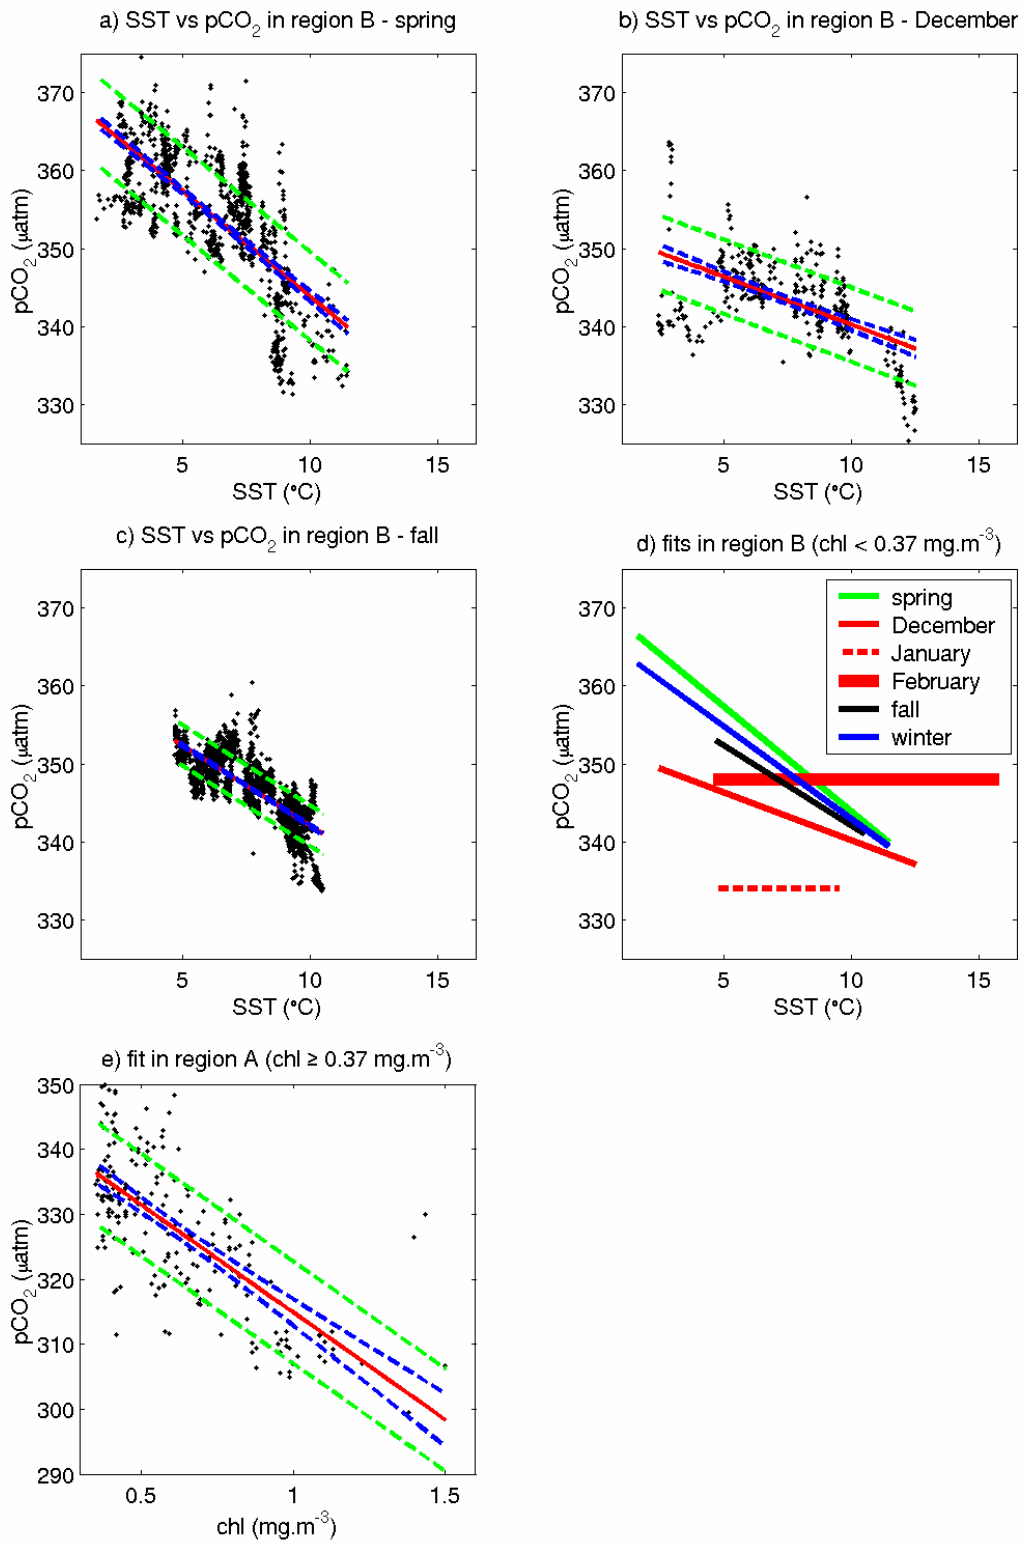 a) SST vs pCO₂ in region B - spring
370
360
350
340
330
pCO₂ (μatm)
5 10 15
SST (°C)
b) SST vs pCO₂ in region B - December
370
360
350
340
330
pCO₂ (μatm)
5 10 15
SST (°C)
c) SST vs pCO₂ in region B - fall
370
360
350
340
330
pCO₂ (μatm)
5 10 15
SST (°C)
d) fits in region B (chl < 0.37 mg.m⁻³)
spring
December
January
February
fall
winter
370
360
350
340
330
pCO₂ (μatm)
5 10 15
SST (°C)
e) fit in region A (chl ≥ 0.37 mg.m⁻³)
350
340
330
320
310
300
290
pCO₂ (μatm)
0.5 1 1.5
chl (mg.m⁻³)